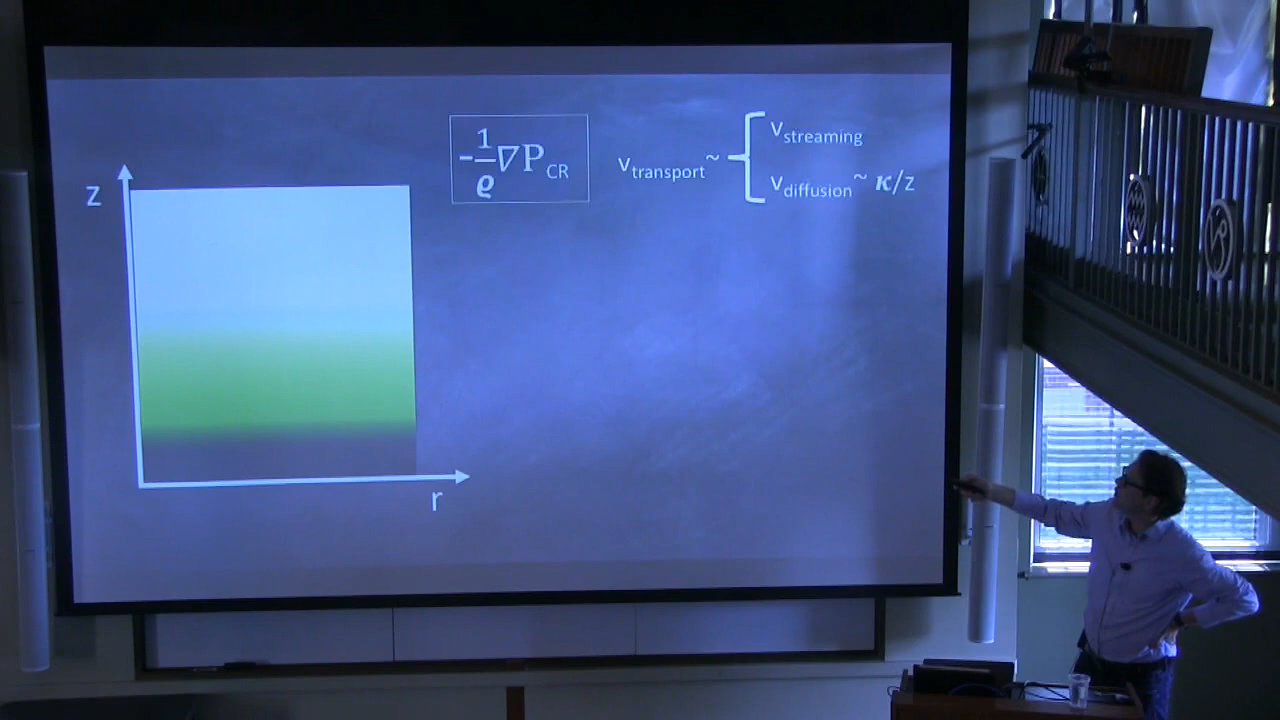 -1/ϱ ∇P_CR
v_transport ~ { v_streaming
v_diffusion ~ κ/z
z
r